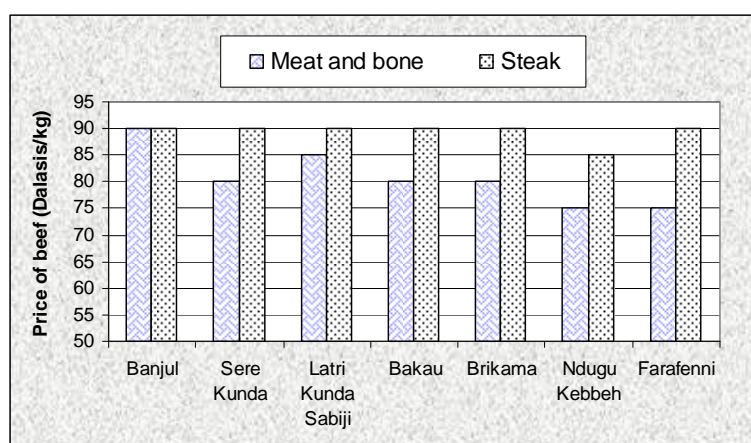 Meat and bone
Steak
Price of beef (Dalasis/kg)
95
90
85
80
75
70
65
60
55
50
Banjul
Sere
Kunda
Latri
Kunda
Sabiji
Bakau
Brikama
Ndugu
Kebbeh
Farafenni